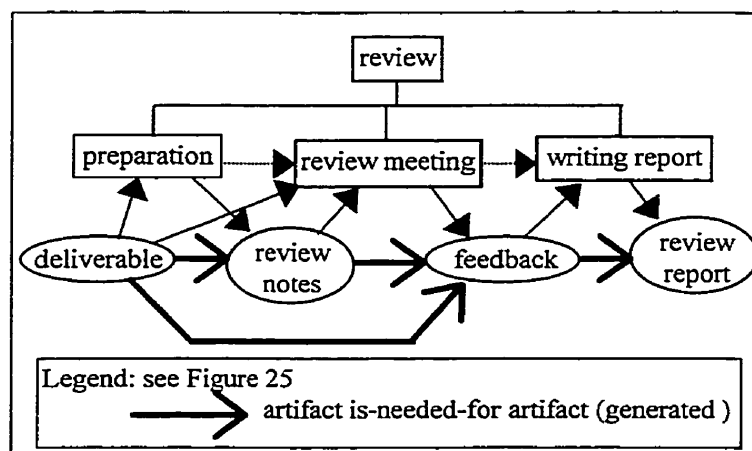 review
preparation
review meeting
writing report
deliverable
review
notes
feedback
review
report
Legend: see Figure 25
artifact is-needed-for artifact (generated )